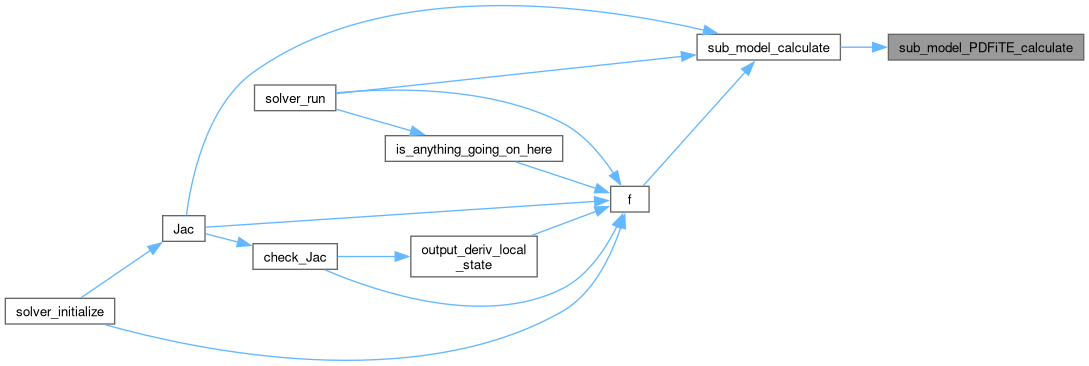 sub_model_calculate
sub_model_PDFiTE_calculate
solver_run
is_anything_going_on_here
f
Jac
output_deriv_local
_state
check_Jac
solver_initialize